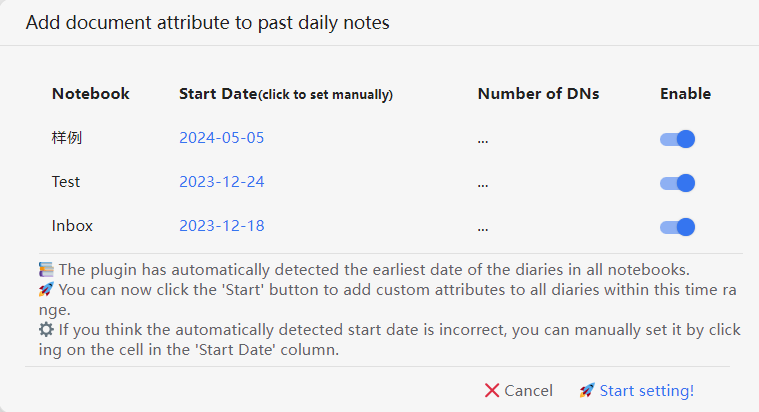 Add document attribute to past daily notes
Notebook Start Date(click to set manually) Number of DNs Enable
样例 2024-05-05 ...
Test 2023-12-24 ...
Inbox 2023-12-18 ...
📚 The plugin has automatically detected the earliest date of the diaries in all notebooks.
🚀 You can now click the 'Start' button to add custom attributes to all diaries within this time ra
nge.
⚙️ If you think the automatically detected start date is incorrect, you can manually set it by click
ing on the cell in the 'Start Date' column.
❌ Cancel 🚀 Start setting!